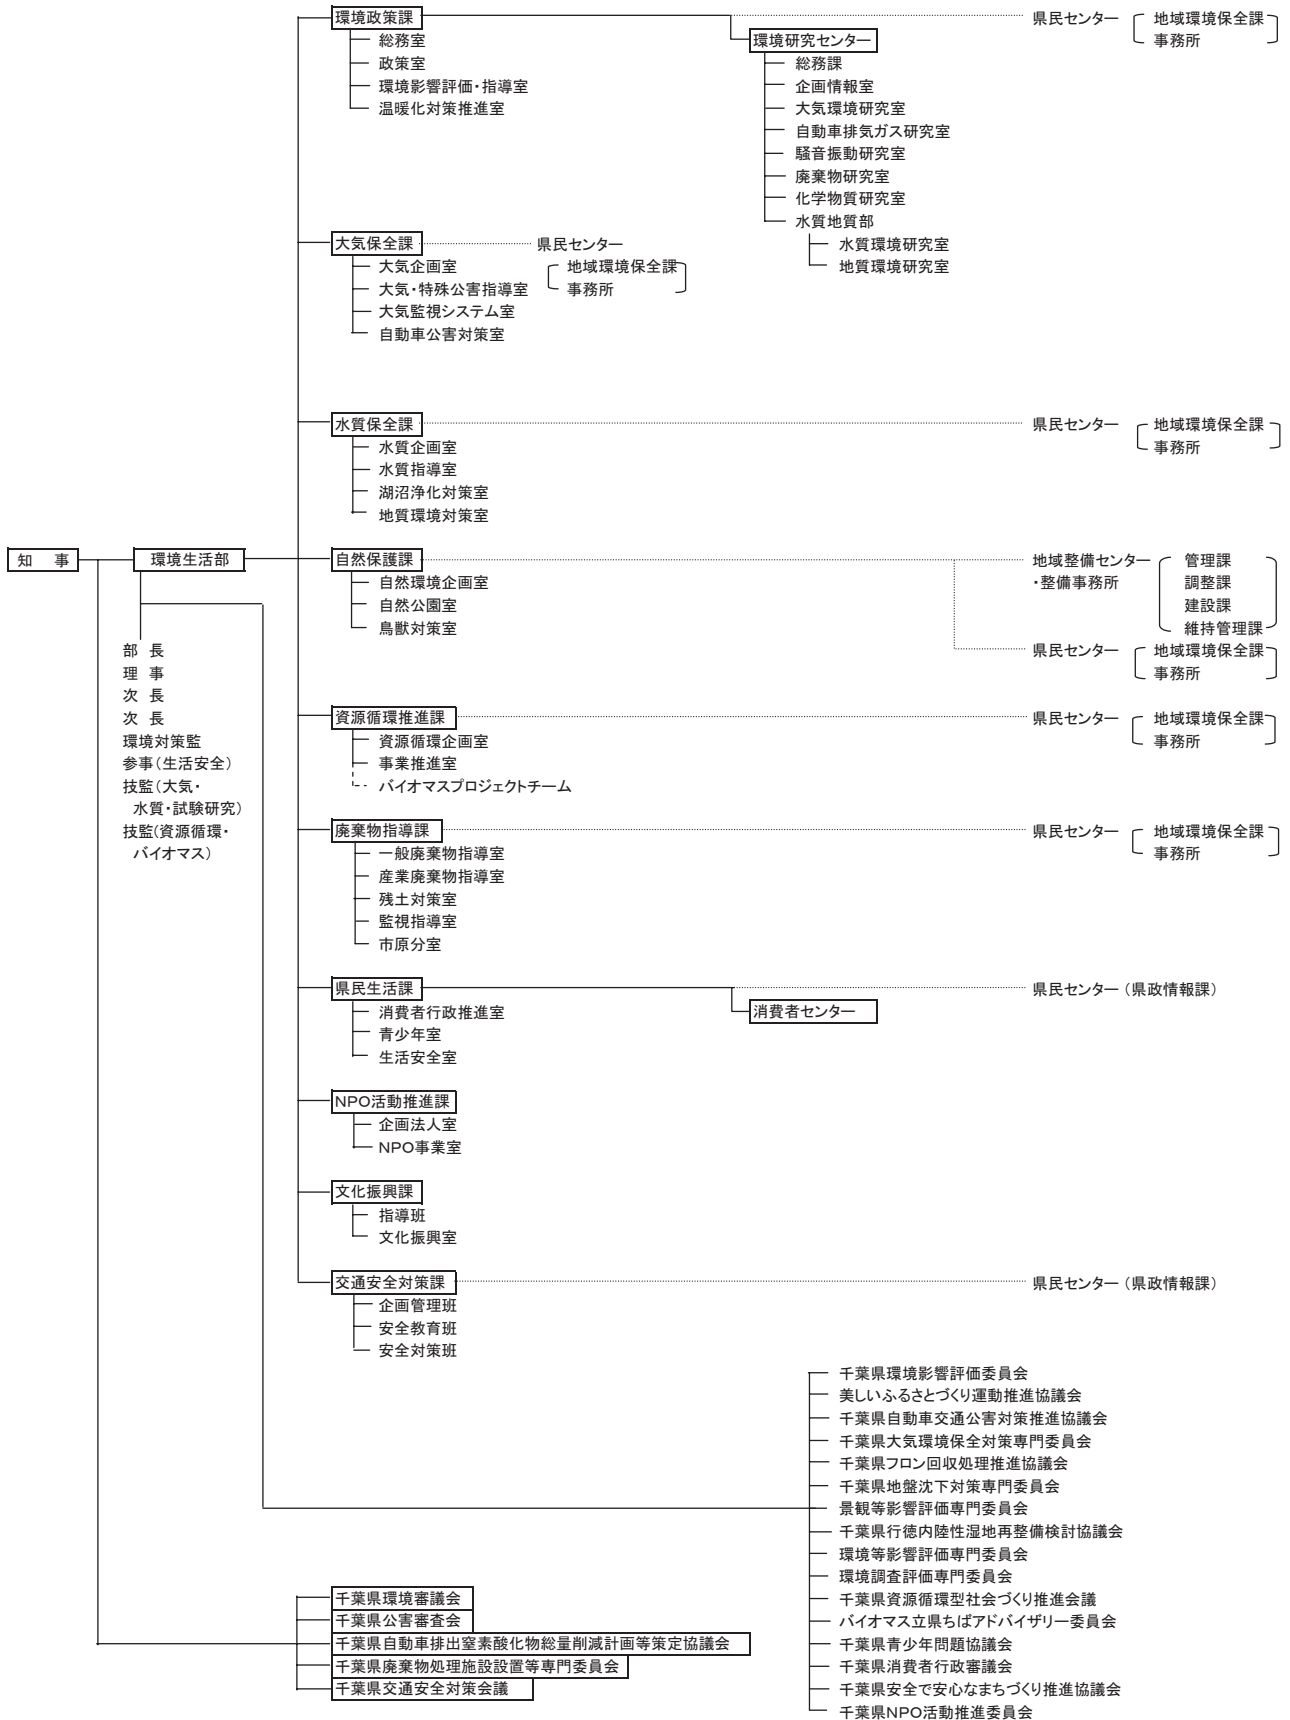 環境政策課
総務室
政策室
環境影響評価・指導室
温暖化対策推進室
環境研究センター
総務課
企画情報室
大気環境研究室
自動車排気ガス研究室
騒音振動研究室
廃棄物研究室
化学物質研究室
水質地質部
水質環境研究室
地質環境研究室
県民センター
地域環境保全課
事務所
大気保全課
大気企画室
大気・特殊公害指導室
大気監視システム室
自動車公害対策室
県民センター
地域環境保全課
事務所
水質保全課
水質企画室
水質指導室
湖沼浄化対策室
地質環境対策室
県民センター
地域環境保全課
事務所
知 事
環境生活部
部 長
理 事
次 長
次 長
環境対策監
参事(生活安全)
技監(大気・
水質・試験研究)
技監(資源循環・
バイオマス)
自然保護課
自然環境企画室
自然公園室
鳥獣対策室
地域整備センター
・整備事務所
管理課
調整課
建設課
維持管理課
県民センター
地域環境保全課
事務所
資源循環推進課
資源循環企画室
事業推進室
バイオマスプロジェクトチーム
県民センター
地域環境保全課
事務所
廃棄物指導課
一般廃棄物指導室
産業廃棄物指導室
残土対策室
監視指導室
市原分室
県民センター
地域環境保全課
事務所
県民生活課
消費者行政推進室
青少年室
生活安全室
消費者センター
県民センター(県政情報課)
NPO活動推進課
企画法人室
NPO事業室
文化振興課
指導班
文化振興室
交通安全対策課
企画管理班
安全教育班
安全対策班
県民センター(県政情報課)
千葉県環境影響評価委員会
美しいふるさとづくり運動推進協議会
千葉県自動車交通公害対策推進協議会
千葉県大気環境保全対策専門委員会
千葉県フロン回収処理推進協議会
千葉県地盤沈下対策専門委員会
景観等影響評価専門委員会
千葉県行徳内陸性湿地再整備検討協議会
環境等影響評価専門委員会
環境調査評価専門委員会
千葉県資源循環型社会づくり推進会議
バイオマス立県ちばアドバイザリー委員会
千葉県青少年問題協議会
千葉県消費者行政審議会
千葉県安全で安心なまちづくり推進協議会
千葉県NPO活動推進委員会
千葉県環境審議会
千葉県公害審査会
千葉県自動車排出窒素酸化物総量削減計画等策定協議会
千葉県廃棄物処理施設設置等専門委員会
千葉県交通安全対策会議